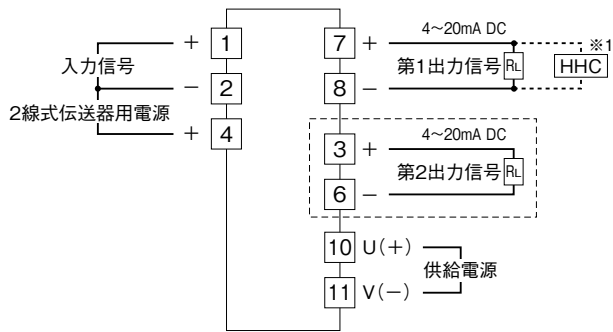 入力信号
2線式伝送器用電源
+ 1
− 2
+ 4
7 +
8 −
4〜20mA DC
第1出力信号
RL
※1
HHC
3 +
6 −
4〜20mA DC
第2出力信号
RL
10 U(+)
11 V(−)
供給電源